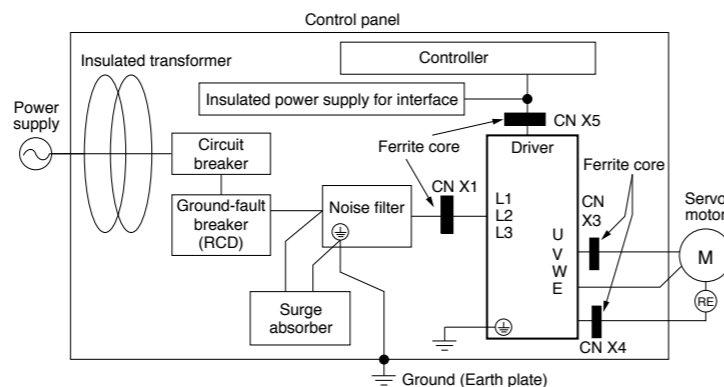 Control panel
Insulated transformer
Controller
Insulated power supply for interface
Power
supply
CN X5
Circuit
breaker
Ferrite core
Driver
Ferrite core
CN X1
Ground-fault
breaker
(RCD)
Noise filter
L1
L2
L3
CN
X3
Servo
motor
U
V
W
E
M
RE
Surge
absorber
CN X4
Ground (Earth plate)